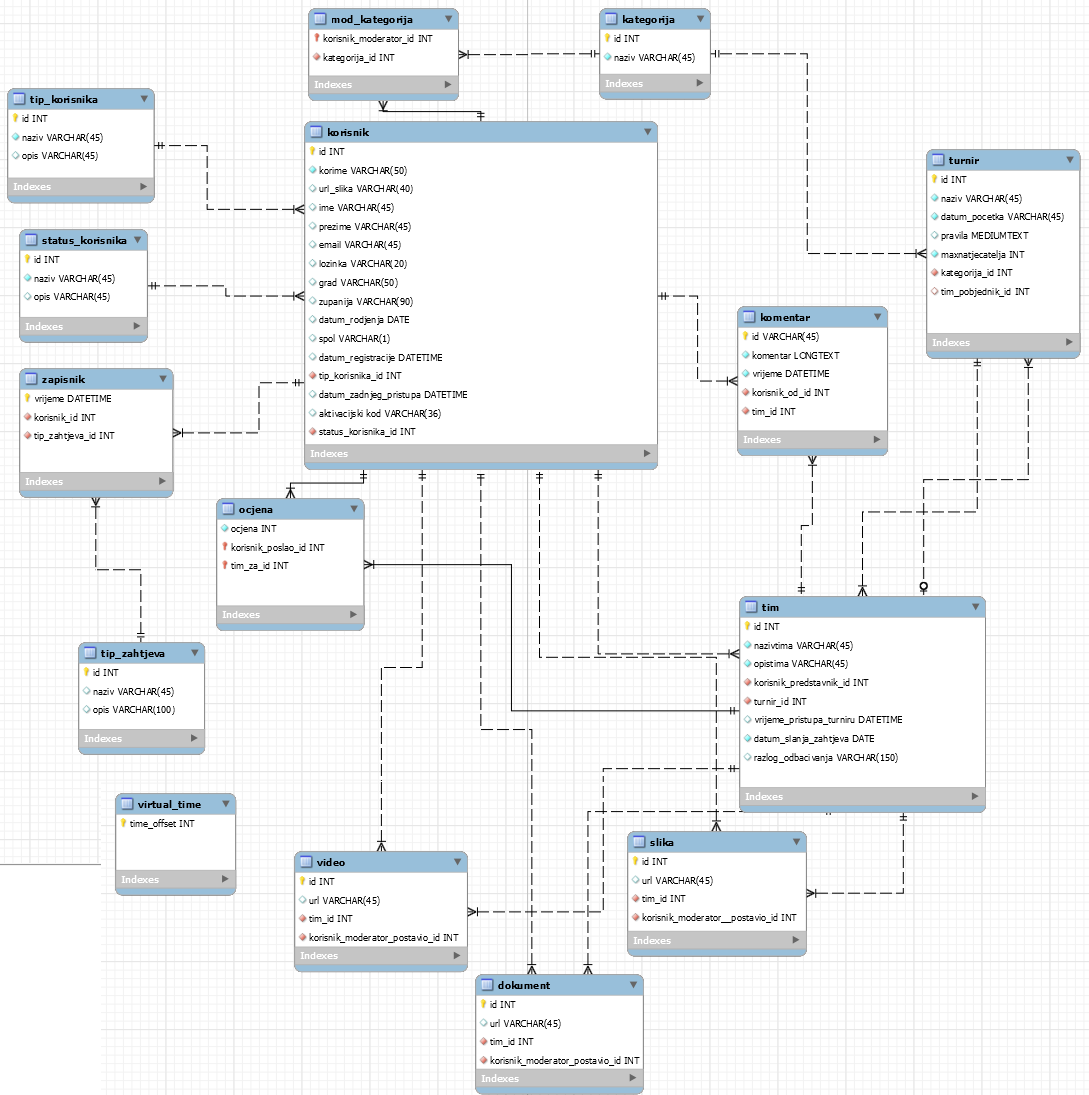 mod_kategorija
korisnik_moderator_id INT
kategorija_id INT
Indexes
kategorija
id INT
naziv VARCHAR(45)
Indexes
tip_korisnika
id INT
naziv VARCHAR(45)
opis VARCHAR(45)
Indexes
korisnik
id INT
korime VARCHAR(50)
url_slika VARCHAR(40)
ime VARCHAR(45)
prezime VARCHAR(45)
email VARCHAR(45)
lozinka VARCHAR(20)
grad VARCHAR(50)
zupanija VARCHAR(90)
datum_rodjenja DATE
spol VARCHAR(1)
datum_registracije DATETIME
tip_korisnika_id INT
datum_zadnjeg_pristupa DATETIME
aktivacijski kod VARCHAR(36)
status_korisnika_id INT
Indexes
turnir
id INT
naziv VARCHAR(45)
datum_pocetka VARCHAR(45)
pravila MEDIUMTEXT
maxnatjecatelja INT
kategorija_id INT
tim_pobjednik_id INT
Indexes
status_korisnika
id INT
naziv VARCHAR(45)
opis VARCHAR(45)
Indexes
komentar
id VARCHAR(45)
komentar LONGTEXT
vrijeme DATETIME
korisnik_od_id INT
tim_id INT
Indexes
zapisnik
vrijeme DATETIME
korisnik_id INT
tip_zahtjeva_id INT
Indexes
ocjena
ocjena INT
korisnik_poslao_id INT
tim_za_id INT
Indexes
tim
id INT
nazivtima VARCHAR(45)
opistima VARCHAR(45)
korisnik_predstavnik_id INT
turnir_id INT
vrijeme_pristupa_turniru DATETIME
datum_slanja_zahtjeva DATE
razlog_odbacivanja VARCHAR(150)
Indexes
tip_zahtjeva
id INT
naziv VARCHAR(45)
opis VARCHAR(100)
Indexes
virtual_time
time_offset INT
Indexes
video
id INT
url VARCHAR(45)
tim_id INT
korisnik_moderator_postavio_id INT
Indexes
slika
id INT
url VARCHAR(45)
tim_id INT
korisnik_moderator__postavio_id INT
Indexes
dokument
id INT
url VARCHAR(45)
tim_id INT
korisnik_moderator_postavio_id INT
Indexes